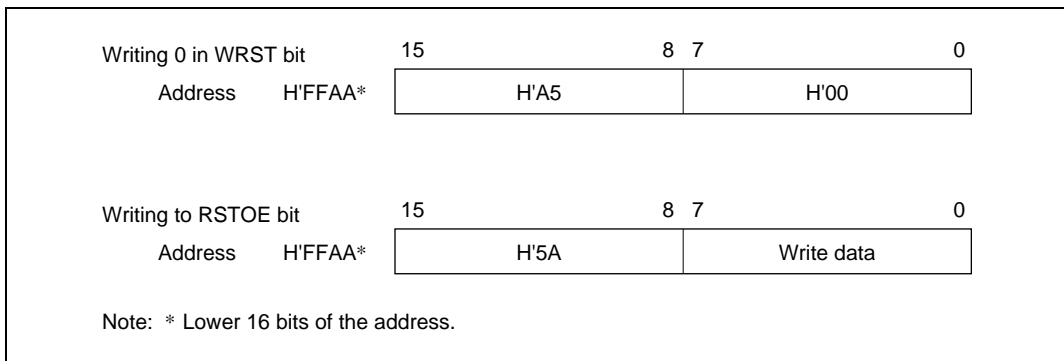 Writing 0 in WRST bit 15 8 7 0
Address H'FFAA* H'A5 H'00
Writing to RSTOE bit 15 8 7 0
Address H'FFAA* H'5A Write data
Note: * Lower 16 bits of the address.